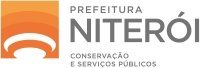 PREFEITURA
NITERÓI
CONSERVAÇÃO
E SERVIÇOS PÚBLICOS